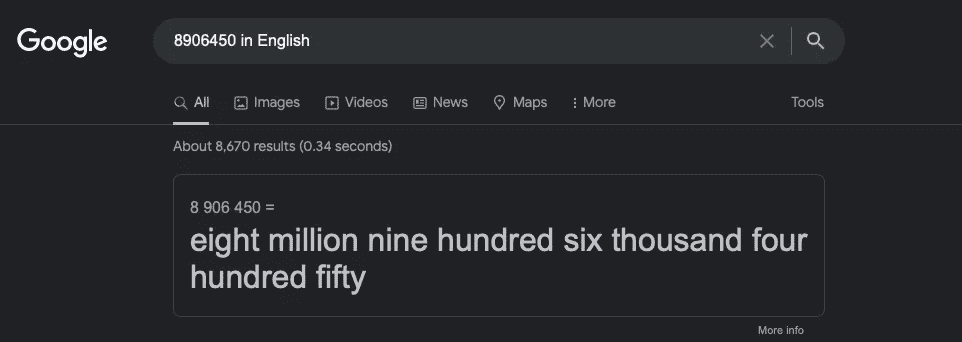 Google
8906450 in English
All Images Videos News Maps More Tools
About 8,670 results (0.34 seconds)
8 906 450 =
eight million nine hundred six thousand four
hundred fifty
More info